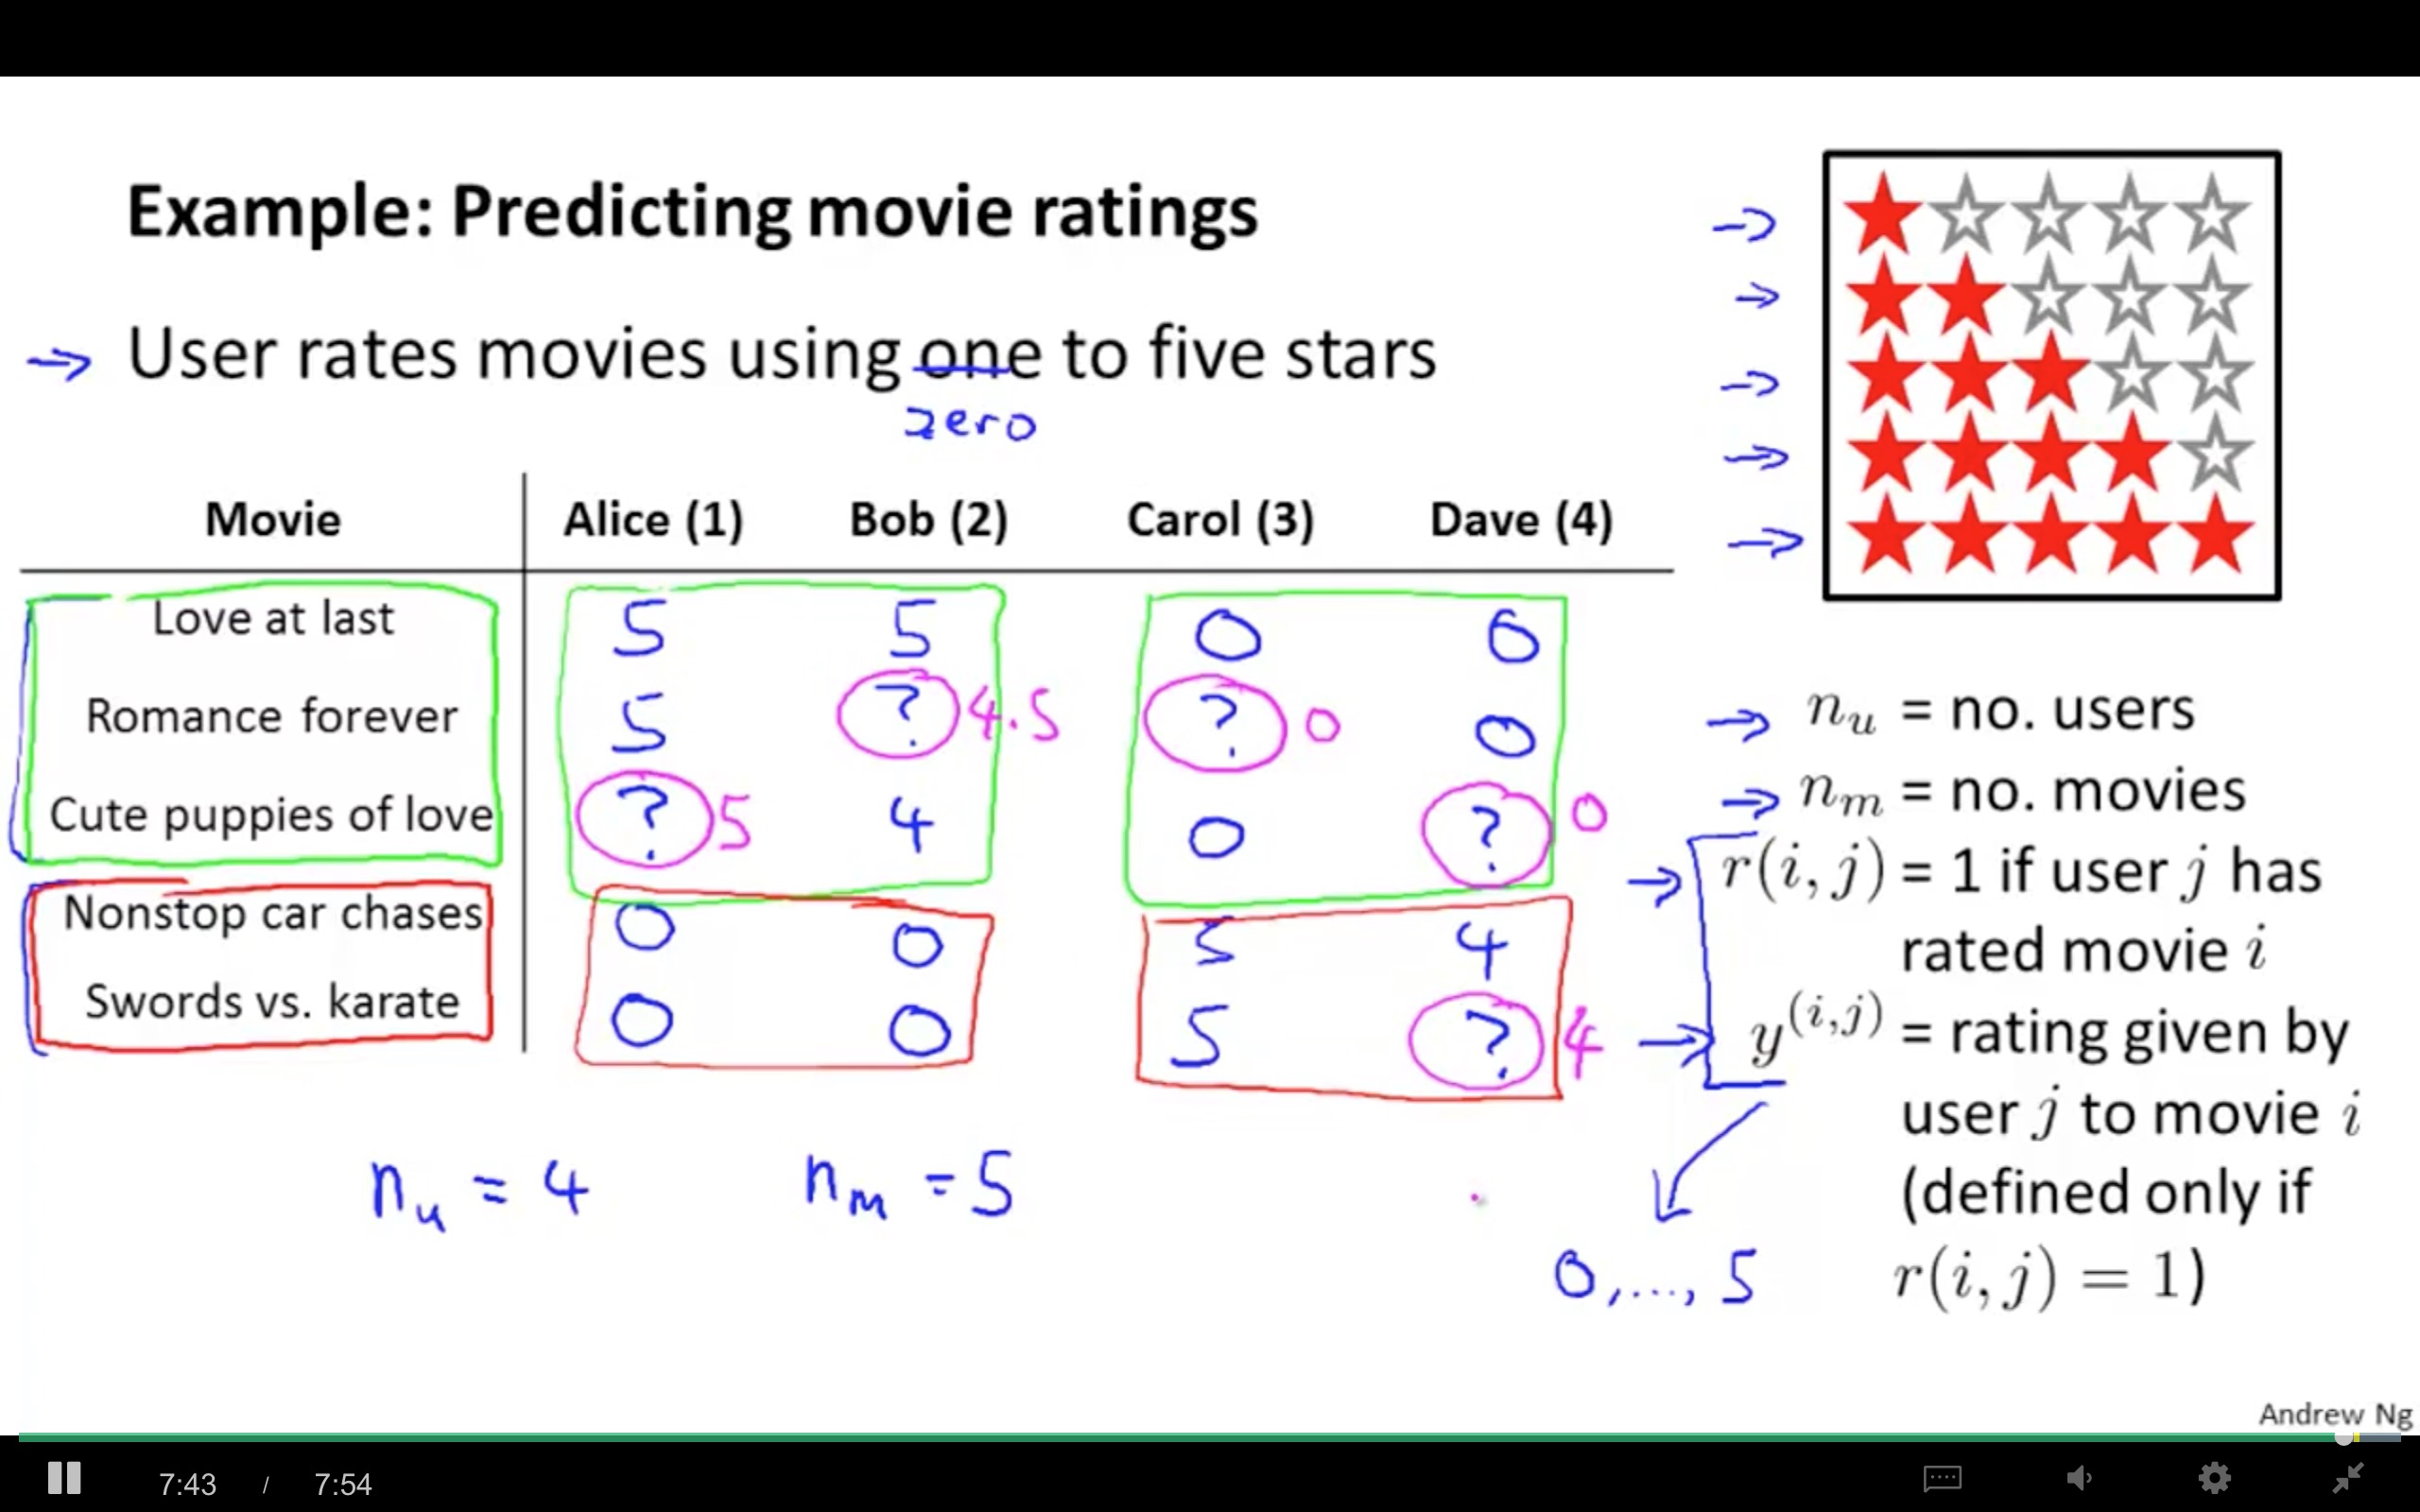 Example: Predicting movie ratings
→ User rates movies using one to five stars
zero
Movie Alice (1) Bob (2) Carol (3) Dave (4)
Love at last 5 5 0 0
Romance forever 5 ? 4.5 ? 0 0
Cute puppies of love ? 5 4 0 ? 0
Nonstop car chases 0 0 5 4
Swords vs. karate 0 0 5 ? 4
n_u = 4 n_m = 5
→ n_u = no. users
→ n_m = no. movies
→ r(i, j) = 1 if user j has
rated movie i
→ y^(i,j) = rating given by
user j to movie i
(defined only if
r(i, j) = 1)
0, ..., 5
Andrew Ng
7:43 / 7:54